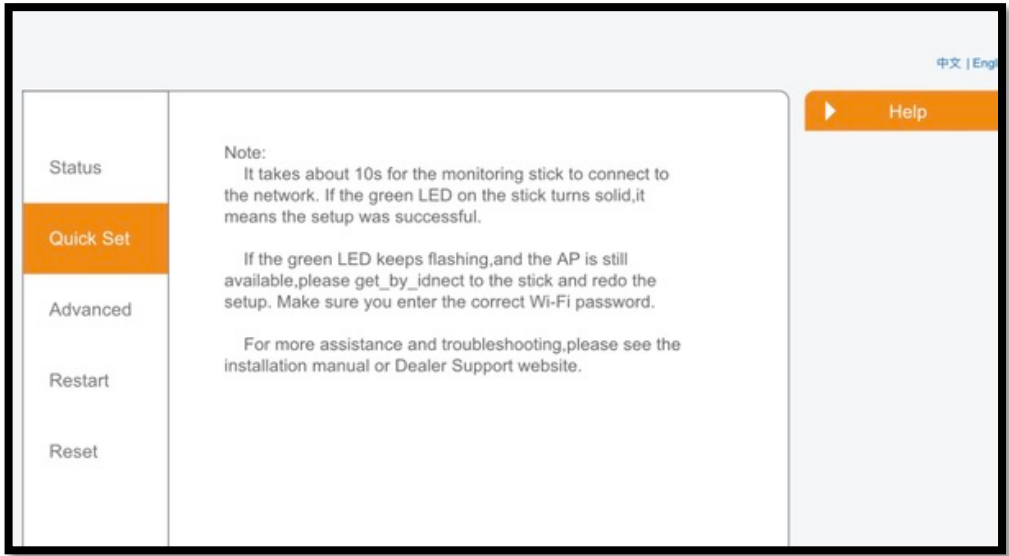 中文 | Engl
Help
Status
Quick Set
Advanced
Restart
Reset
Note:
It takes about 10s for the monitoring stick to connect to
the network. If the green LED on the stick turns solid,it
means the setup was successful.
If the green LED keeps flashing,and the AP is still
available,please get_by_idnect to the stick and redo the
setup. Make sure you enter the correct Wi-Fi password.
For more assistance and troubleshooting,please see the
installation manual or Dealer Support website.